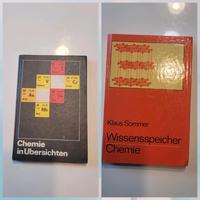 Chemie
in Übersichten
Klaus Sommer
Wissensspeicher
Chemie